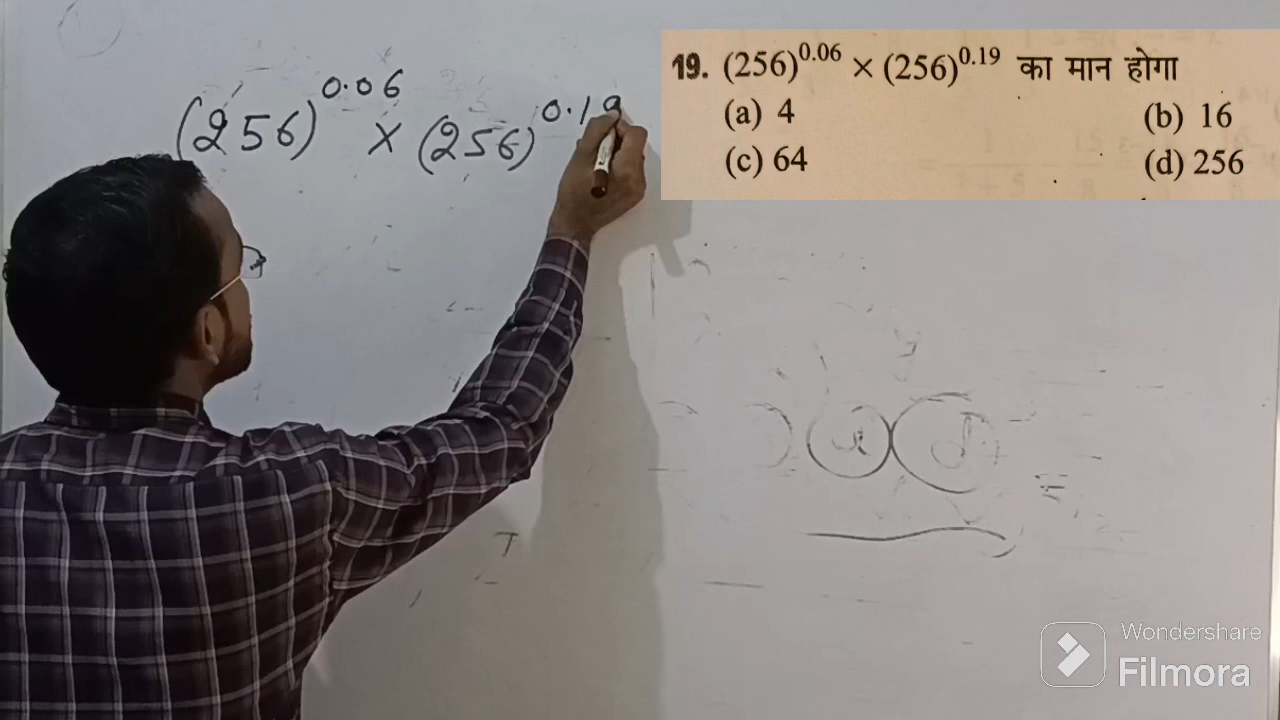 (256)^0.06 × (256)^0.19
19. (256)^0.06 × (256)^0.19 का मान होगा
(a) 4 (b) 16
(c) 64 (d) 256
Wondershare
Filmora